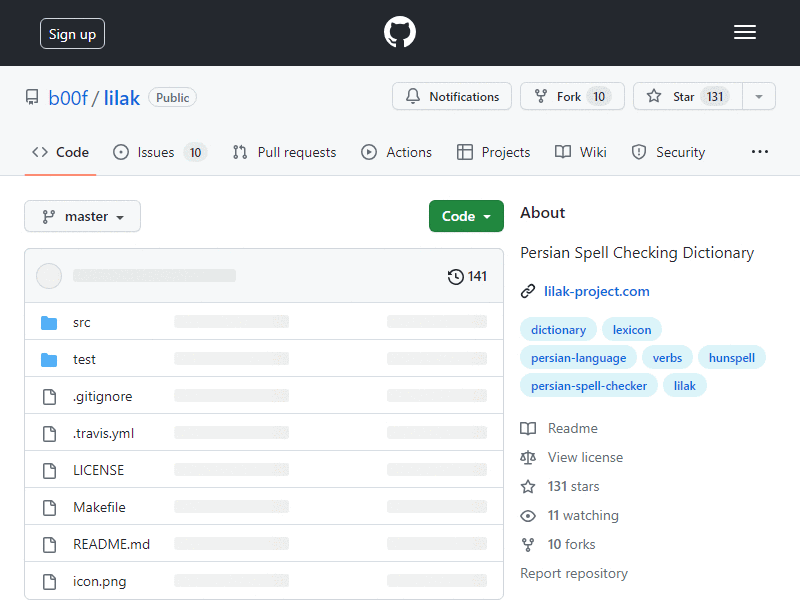 Sign up
b00f / lilak Public
Notifications
Fork 10
Star 131
Code
Issues 10
Pull requests
Actions
Projects
Wiki
Security
master
Code
141
src
test
.gitignore
.travis.yml
LICENSE
Makefile
README.md
icon.png
About
Persian Spell Checking Dictionary
lilak-project.com
dictionary lexicon
persian-language verbs hunspell
persian-spell-checker lilak
Readme
View license
131 stars
11 watching
10 forks
Report repository